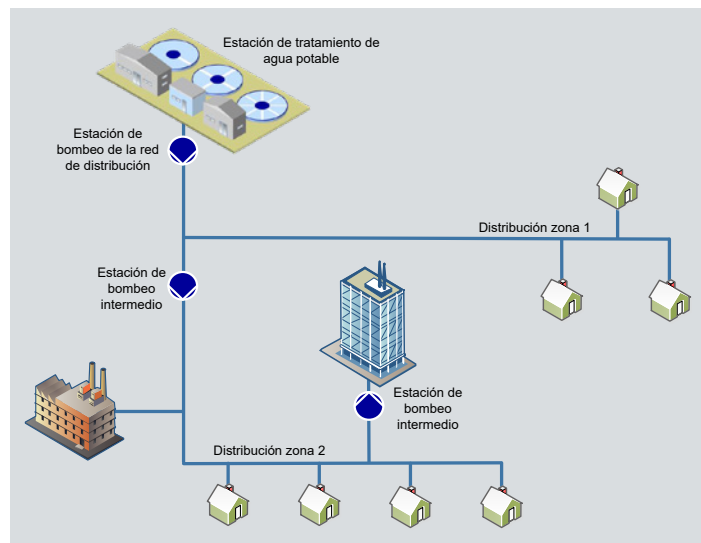 Estación de tratamiento de
agua potable
Estación de
bombeo de la red
de distribución
Distribución zona 1
Estación de
bombeo
intermedio
Estación de
bombeo
intermedio
Distribución zona 2